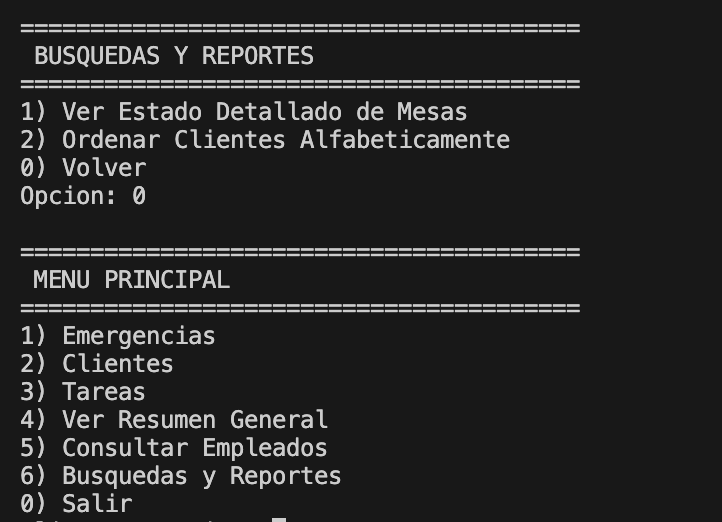 ========================================
BUSQUEDAS Y REPORTES
========================================
1) Ver Estado Detallado de Mesas
2) Ordenar Clientes Alfabeticamente
0) Volver
Opcion: 0
========================================
MENU PRINCIPAL
========================================
1) Emergencias
2) Clientes
3) Tareas
4) Ver Resumen General
5) Consultar Empleados
6) Busquedas y Reportes
0) Salir